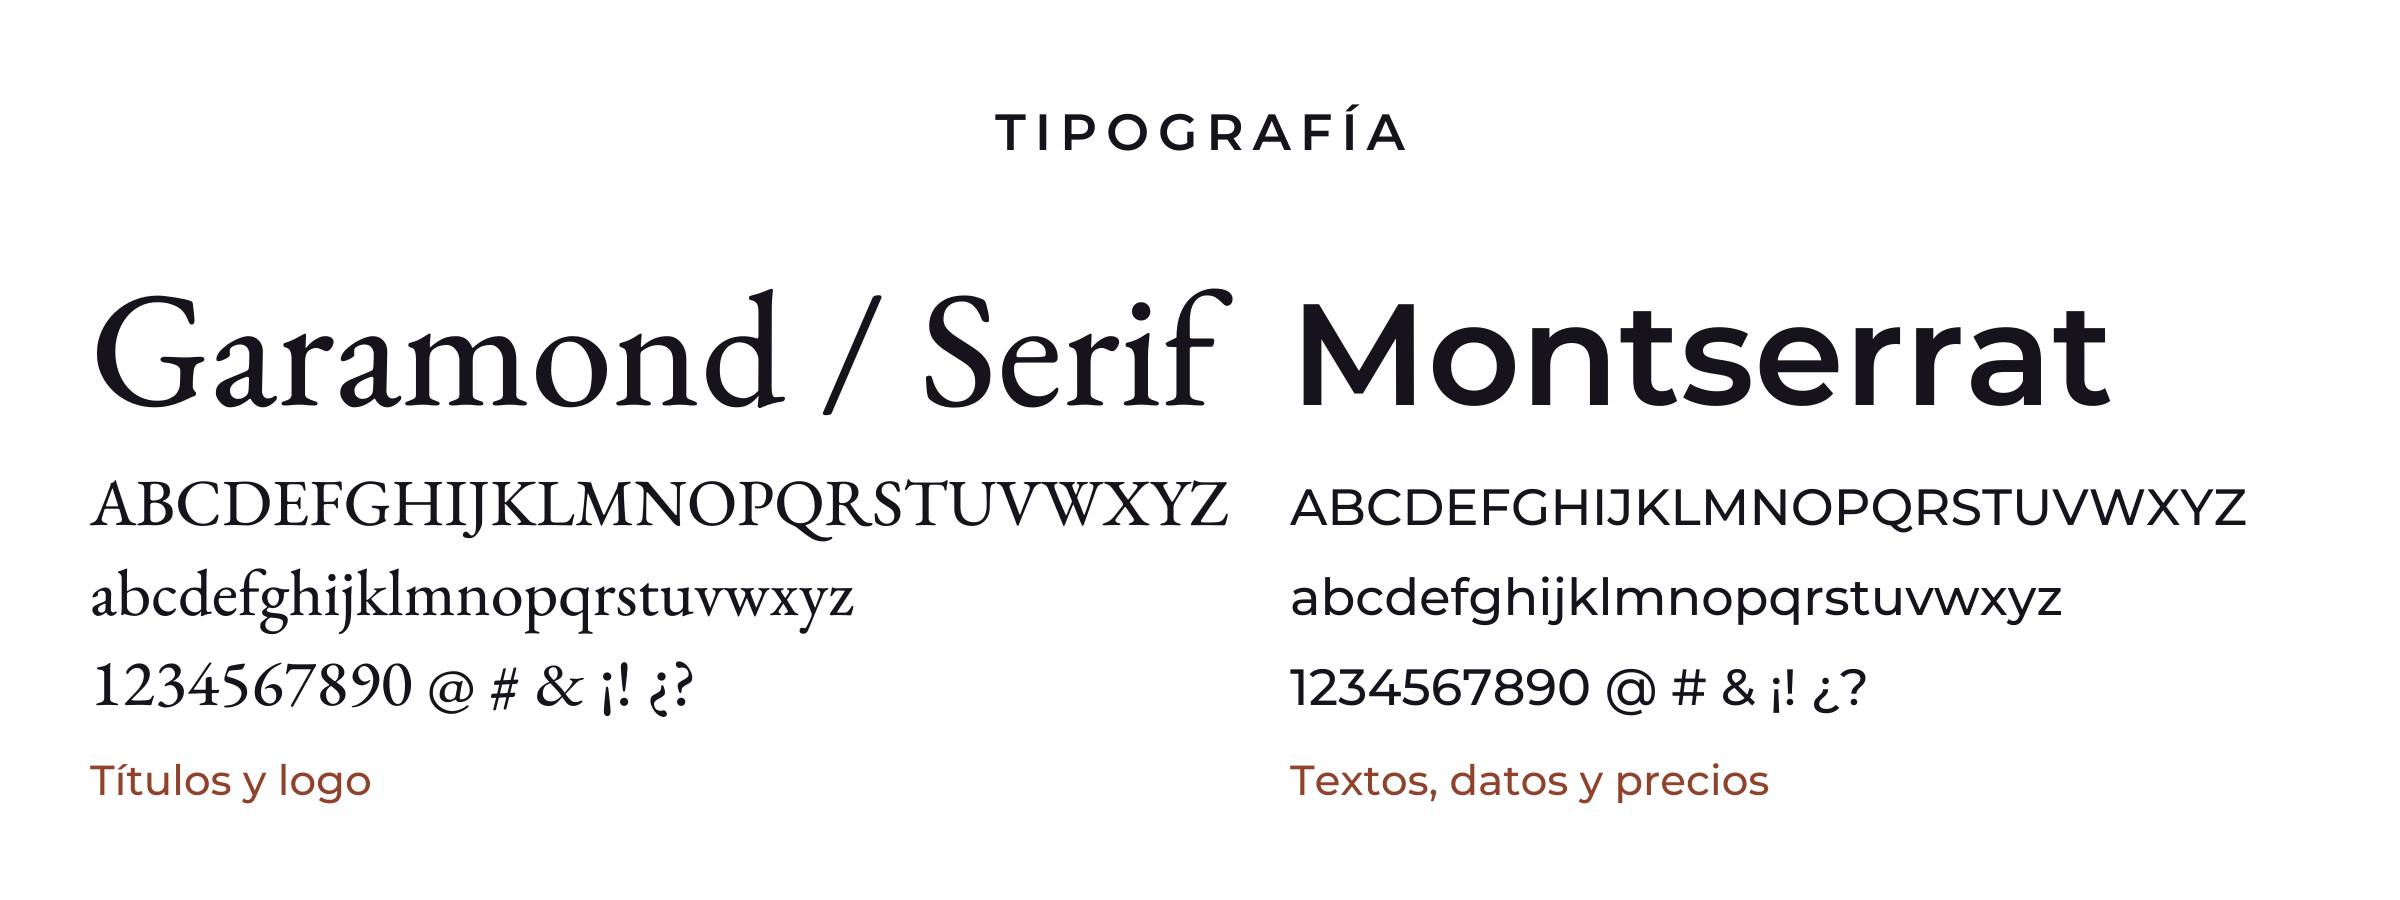 TIPOGRAFÍA
Garamond / Serif
ABCDEFGHIJKLMNOPQRSTUVWXYZ
abcdefghijklmnopqrstuvwxyz
1234567890 @ # & ¡! ¿?
Títulos y logo
Montserrat
ABCDEFGHIJKLMNOPQRSTUVWXYZ
abcdefghijklmnopqrstuvwxyz
1234567890 @ # & ¡! ¿?
Textos, datos y precios